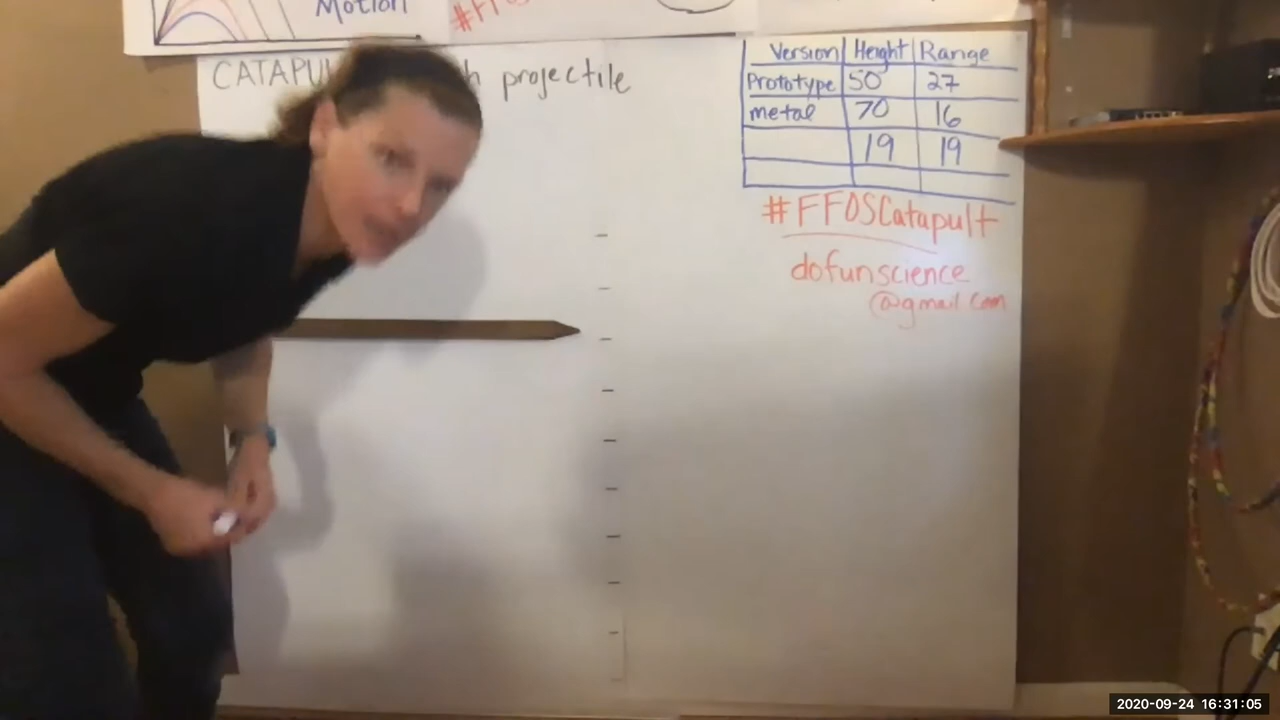 Motion
CATAPU h projectile
Version Height Range
Prototype 50 27
metal 70 16
19 19
#FFOSCatapult
dofunscience
@gmail.com
2020-09-24 16:31:05